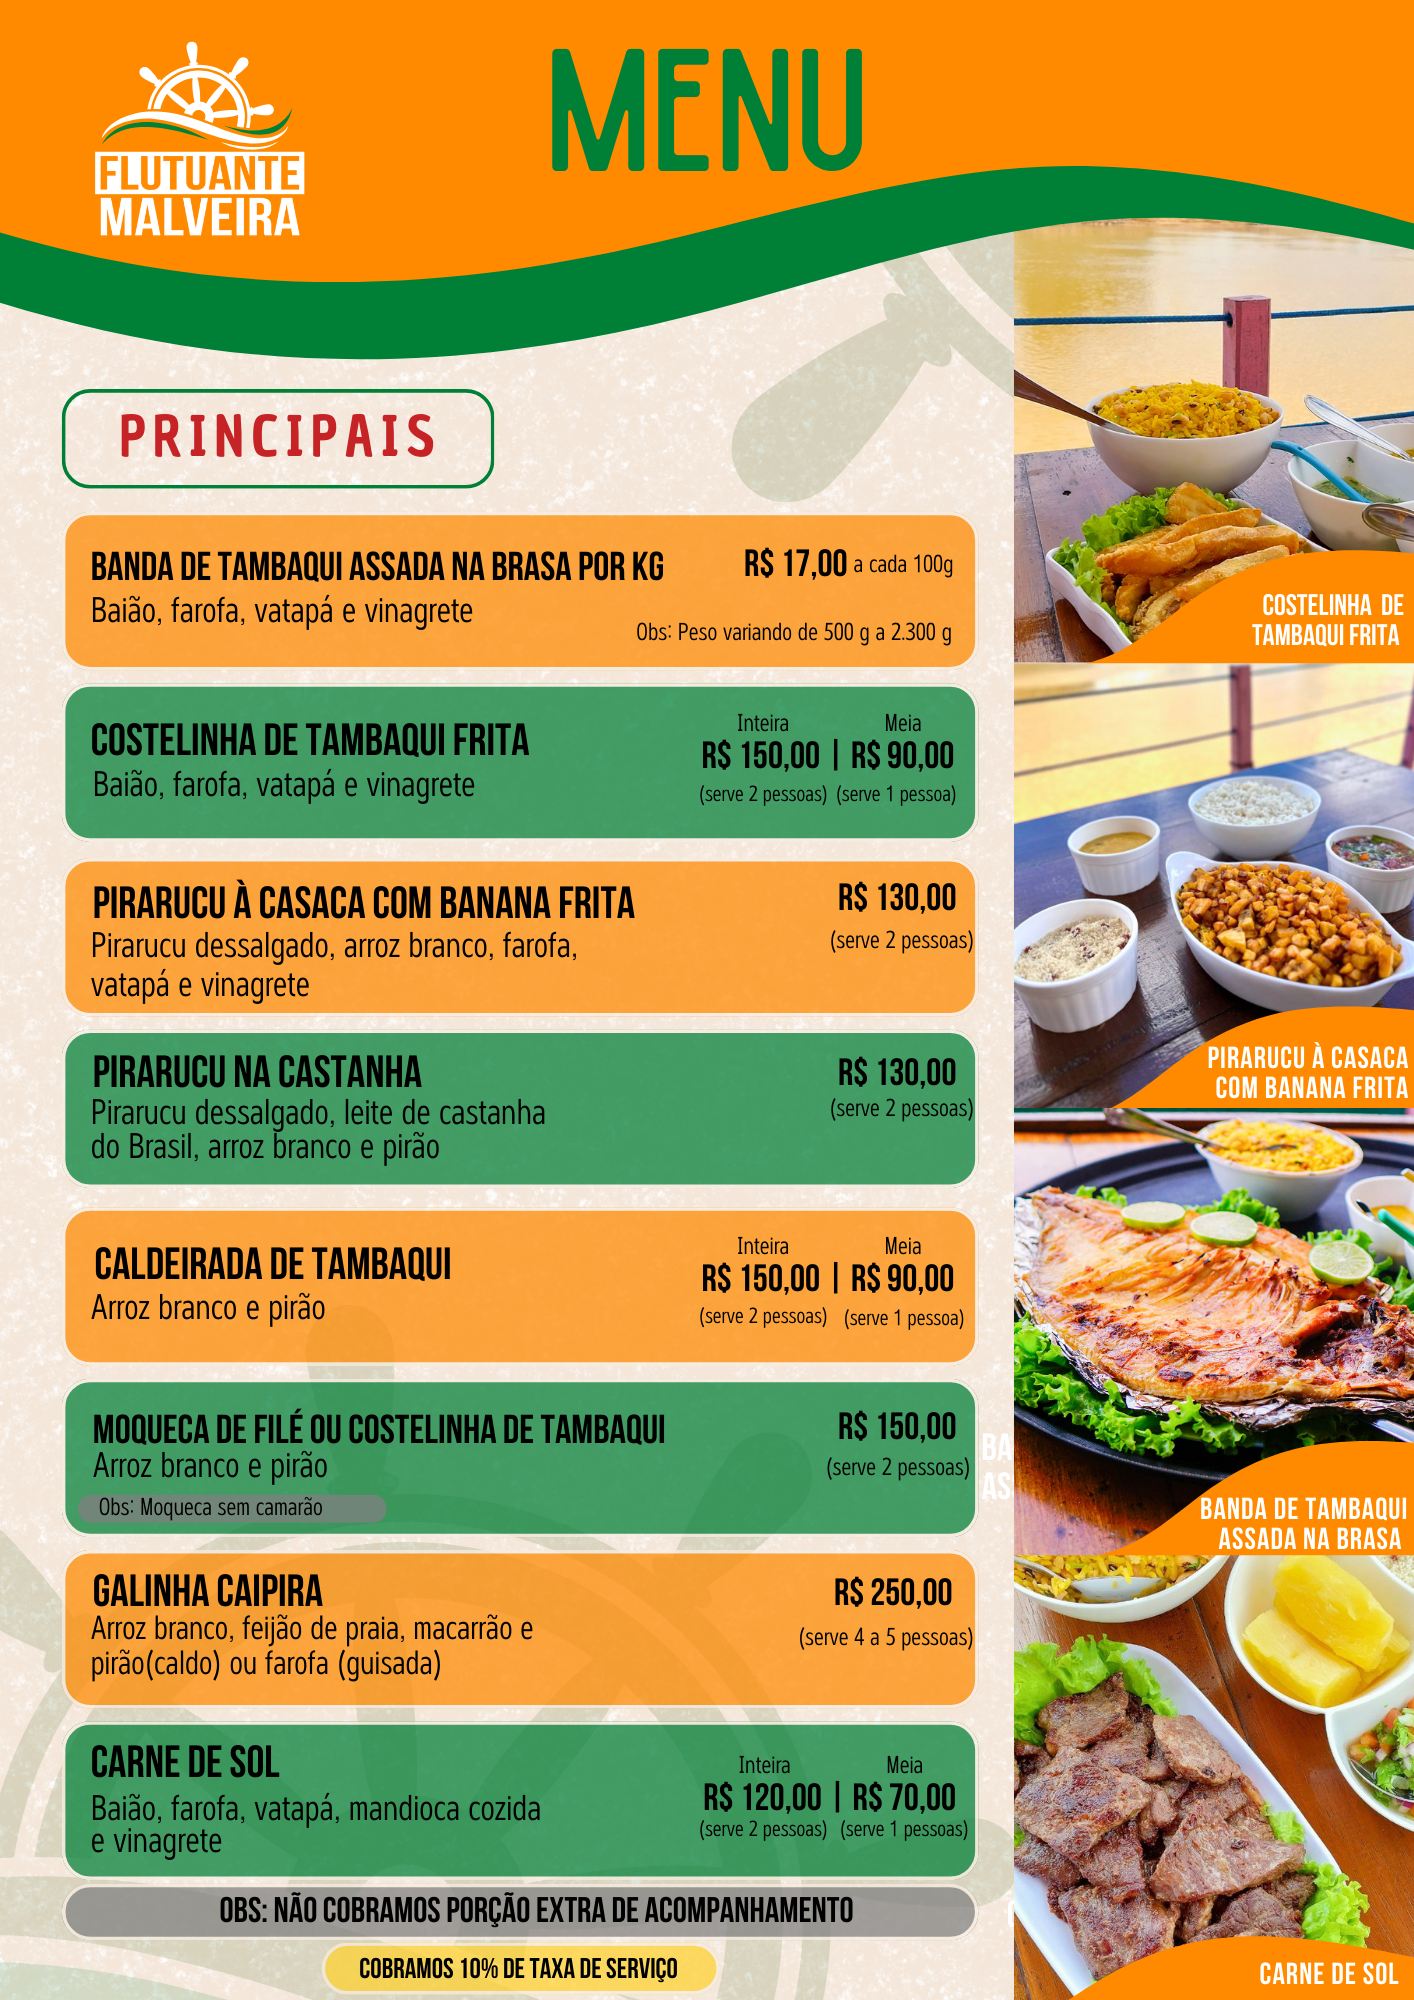 FLUTUANTE
MALVEIRA
MENU
PRINCIPAIS
BANDA DE TAMBAQUI ASSADA NA BRASA POR KG
R$ 17,00 a cada 100g
Baião, farofa, vatapá e vinagrete
Obs: Peso variando de 500 g a 2.300 g
COSTELINHA DE TAMBAQUI FRITA
Baião, farofa, vatapá e vinagrete
Inteira Meia
R$ 150,00 | R$ 90,00
(serve 2 pessoas) (serve 1 pessoa)
PIRARUCU À CASACA COM BANANA FRITA
Pirarucu dessalgado, arroz branco, farofa,
vatapá e vinagrete
R$ 130,00
(serve 2 pessoas)
PIRARUCU NA CASTANHA
Pirarucu dessalgado, leite de castanha
do Brasil, arroz branco e pirão
R$ 130,00
(serve 2 pessoas)
CALDEIRADA DE TAMBAQUI
Arroz branco e pirão
Inteira Meia
R$ 150,00 | R$ 90,00
(serve 2 pessoas) (serve 1 pessoa)
MOQUECA DE FILÉ OU COSTELINHA DE TAMBAQUI
Arroz branco e pirão
Obs: Moqueca sem camarão
R$ 150,00
(serve 2 pessoas)
BA
AS
GALINHA CAIPIRA
Arroz branco, feijão de praia, macarrão e
pirão(caldo) ou farofa (guisada)
R$ 250,00
(serve 4 a 5 pessoas)
CARNE DE SOL
Baião, farofa, vatapá, mandioca cozida
e vinagrete
Inteira Meia
R$ 120,00 | R$ 70,00
(serve 2 pessoas) (serve 1 pessoas)
OBS: NÃO COBRAMOS PORÇÃO EXTRA DE ACOMPANHAMENTO
COBRAMOS 10% DE TAXA DE SERVIÇO
COSTELINHA DE
TAMBAQUI FRITA
PIRARUCU À CASACA
COM BANANA FRITA
BANDA DE TAMBAQUI
ASSADA NA BRASA
CARNE DE SOL